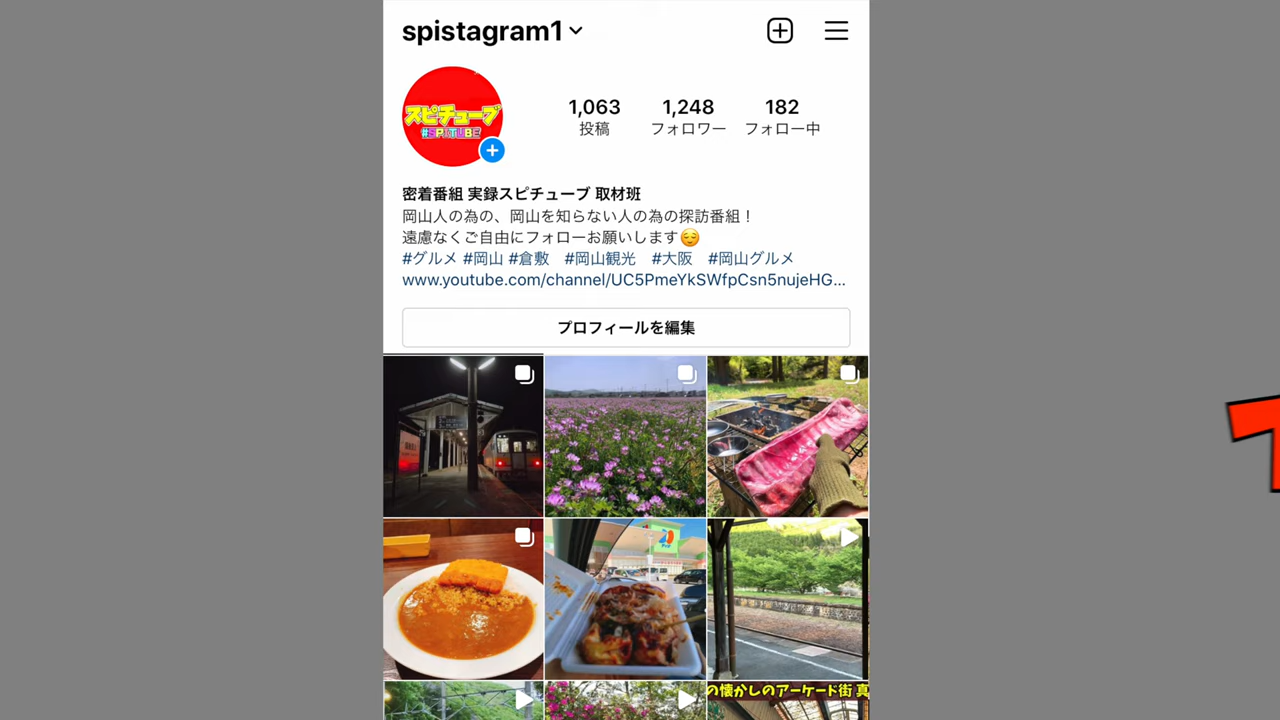 spistagram1
スピチューブ
#SPITUBE
1,063 1,248 182
投稿 フォロワー フォロー中
密着番組 実録スピチューブ 取材班
岡山人の為の、岡山を知らない人の為の探訪番組！
遠慮なくご自由にフォローお願いします😌
#グルメ #岡山 #倉敷　#岡山観光　#大阪　#岡山グルメ
www.youtube.com/channel/UC5PmeYkSWfpCsn5nujeHG...
プロフィールを編集
の懐かしのアーケード街 真